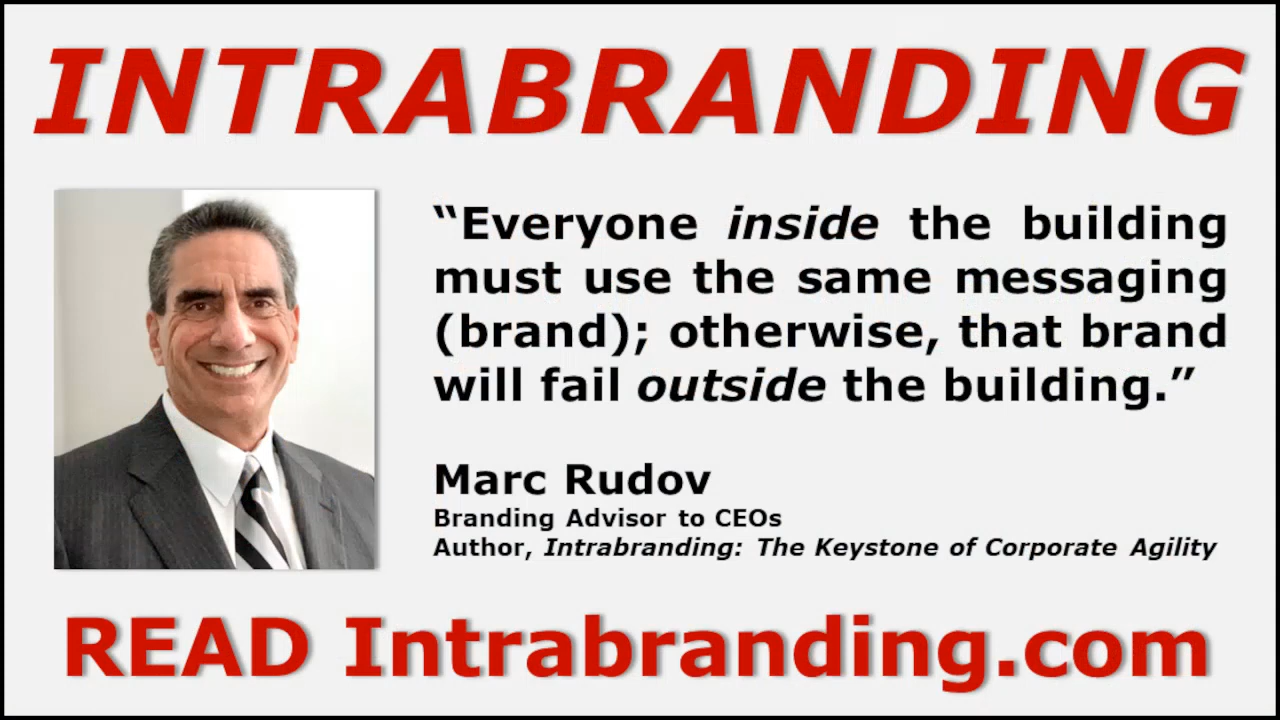 INTRABRANDING
“Everyone inside the building
must use the same messaging
(brand); otherwise, that brand
will fail outside the building.”
Marc Rudov
Branding Advisor to CEOs
Author, Intrabranding: The Keystone of Corporate Agility
READ Intrabranding.com